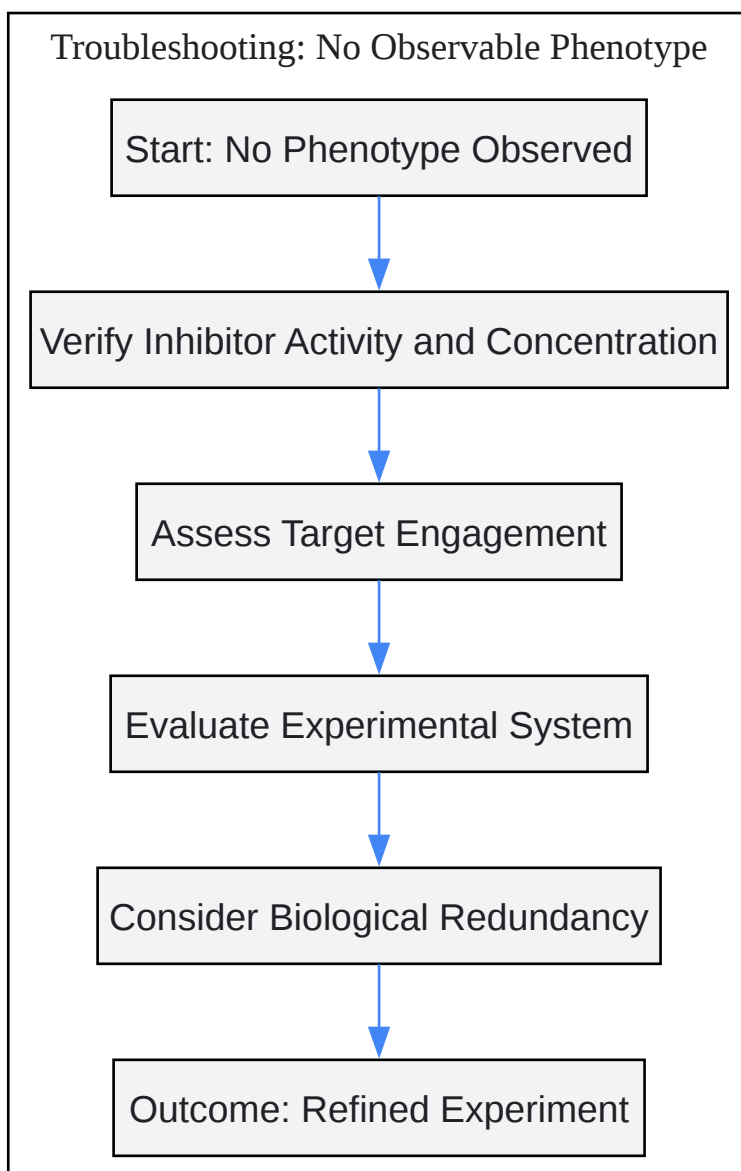 Troubleshooting: No Observable Phenotype
Start: No Phenotype Observed
Verify Inhibitor Activity and Concentration
Assess Target Engagement
Evaluate Experimental System
Consider Biological Redundancy
Outcome: Refined Experiment